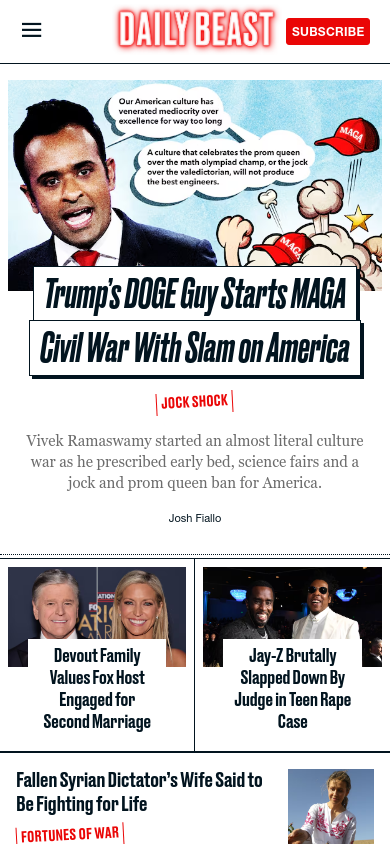 DAILY BEAST
SUBSCRIBE
Our American culture has
venerated mediocrity over
excellence for way too long
A culture that celebrates the prom queen
over the math olympiad champ, or the jock
over the valedictorian, will not produce
the best engineers.
MAGA
MAGA
MAGA
Trump's DOGE Guy Starts MAGA
Civil War With Slam on America
JOCK SHOCK
Vivek Ramaswamy started an almost literal culture
war as he prescribed early bed, science fairs and a
jock and prom queen ban for America.
Josh Fiallo
Devout Family
Values Fox Host
Engaged for
Second Marriage
Jay-Z Brutally
Slapped Down By
Judge in Teen Rape
Case
Fallen Syrian Dictator's Wife Said to
Be Fighting for Life
FORTUNES OF WAR